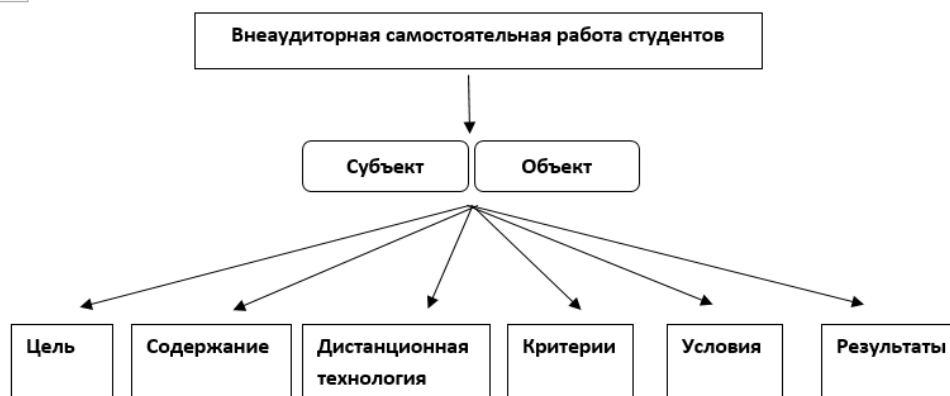 Внеаудиторная самостоятельная работа студентов
Субъект
Объект
Цель
Содержание
Дистанционная
технология
Критерии
Условия
Результаты